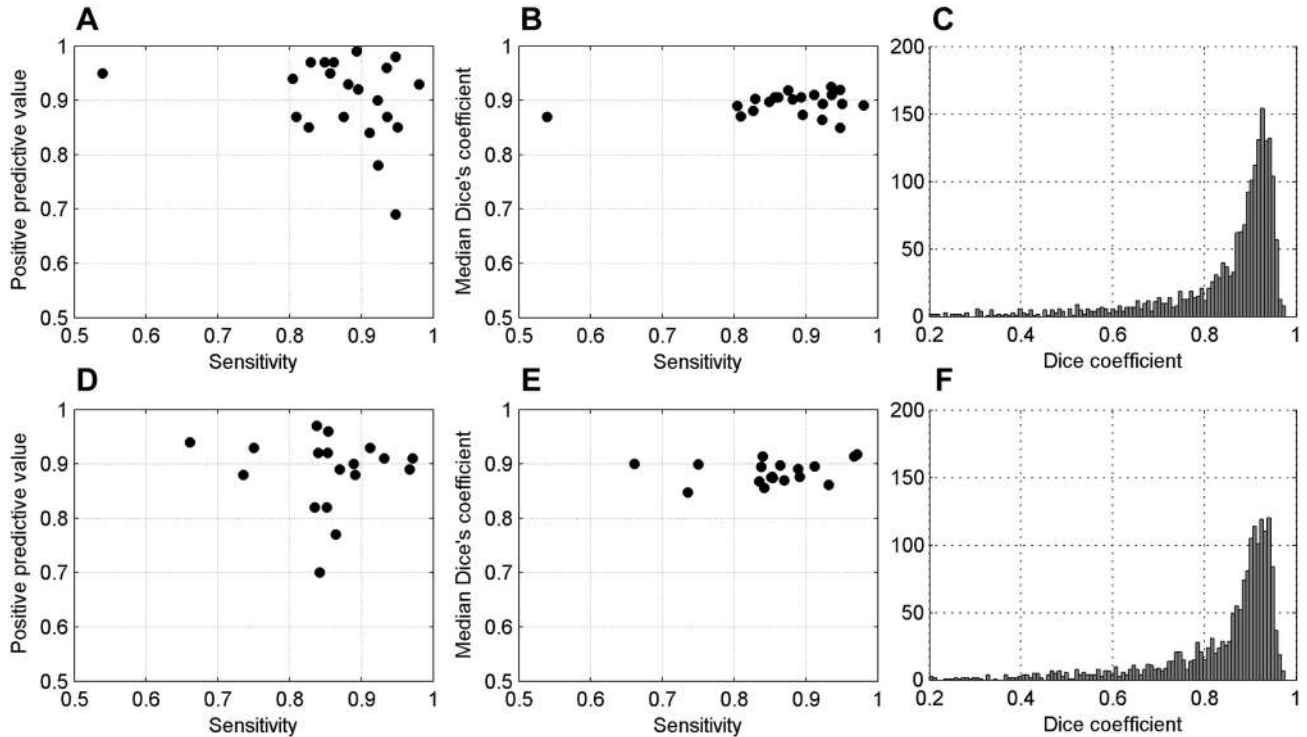 A
Positive predictive value
1
0.9
0.8
0.7
0.6
0.5
0.5 0.6 0.7 0.8 0.9 1
Sensitivity
B
Median Dice's coefficient
1
0.9
0.8
0.7
0.6
0.5
0.5 0.6 0.7 0.8 0.9 1
Sensitivity
C
200
150
100
50
0
0.2 0.4 0.6 0.8 1
Dice coefficient
D
Positive predictive value
1
0.9
0.8
0.7
0.6
0.5
0.5 0.6 0.7 0.8 0.9 1
Sensitivity
E
Median Dice's coefficient
1
0.9
0.8
0.7
0.6
0.5
0.5 0.6 0.7 0.8 0.9 1
Sensitivity
F
200
150
100
50
0
0.2 0.4 0.6 0.8 1
Dice coefficient